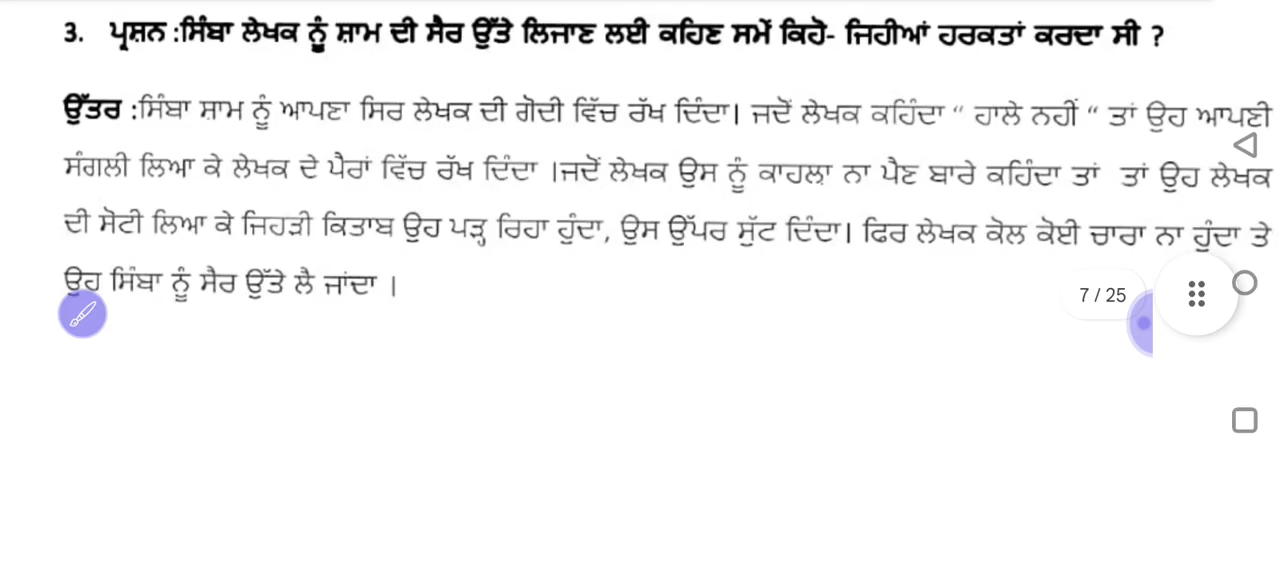 3. ਪ੍ਰਸ਼ਨ :ਸਿੰਬਾ ਲੇਖਕ ਨੂੰ ਸ਼ਾਮ ਦੀ ਸੈਰ ਉੱਤੇ ਲਿਜਾਣ ਲਈ ਕਹਿਣ ਸਮੇਂ ਕਿਹੋ- ਜਿਹੀਆਂ ਹਰਕਤਾਂ ਕਰਦਾ ਸੀ ?
ਉੱਤਰ :ਸਿੰਬਾ ਸ਼ਾਮ ਨੂੰ ਆਪਣਾ ਸਿਰ ਲੇਖਕ ਦੀ ਗੋਦੀ ਵਿੱਚ ਰੱਖ ਦਿੰਦਾ। ਜਦੋਂ ਲੇਖਕ ਕਹਿੰਦਾ “ ਹਾਲੇ ਨਹੀਂ “ ਤਾਂ ਉਹ ਆਪਣੀ
ਸੰਗਲੀ ਲਿਆ ਕੇ ਲੇਖਕ ਦੇ ਪੈਰਾਂ ਵਿੱਚ ਰੱਖ ਦਿੰਦਾ ।ਜਦੋਂ ਲੇਖਕ ਉਸ ਨੂੰ ਕਾਹਲਾ ਨਾ ਪੈਣ ਬਾਰੇ ਕਹਿੰਦਾ ਤਾਂ ਤਾਂ ਉਹ ਲੇਖਕ
ਦੀ ਸੋਟੀ ਲਿਆ ਕੇ ਜਿਹੜੀ ਕਿਤਾਬ ਉਹ ਪੜ੍ਹ ਰਿਹਾ ਹੁੰਦਾ, ਉਸ ਉੱਪਰ ਸੁੱਟ ਦਿੰਦਾ। ਫਿਰ ਲੇਖਕ ਕੋਲ ਕੋਈ ਚਾਰਾ ਨਾ ਹੁੰਦਾ ਤੇ
ਉਹ ਸਿੰਬਾ ਨੂੰ ਸੈਰ ਉੱਤੇ ਲੈ ਜਾਂਦਾ ।
7 / 25